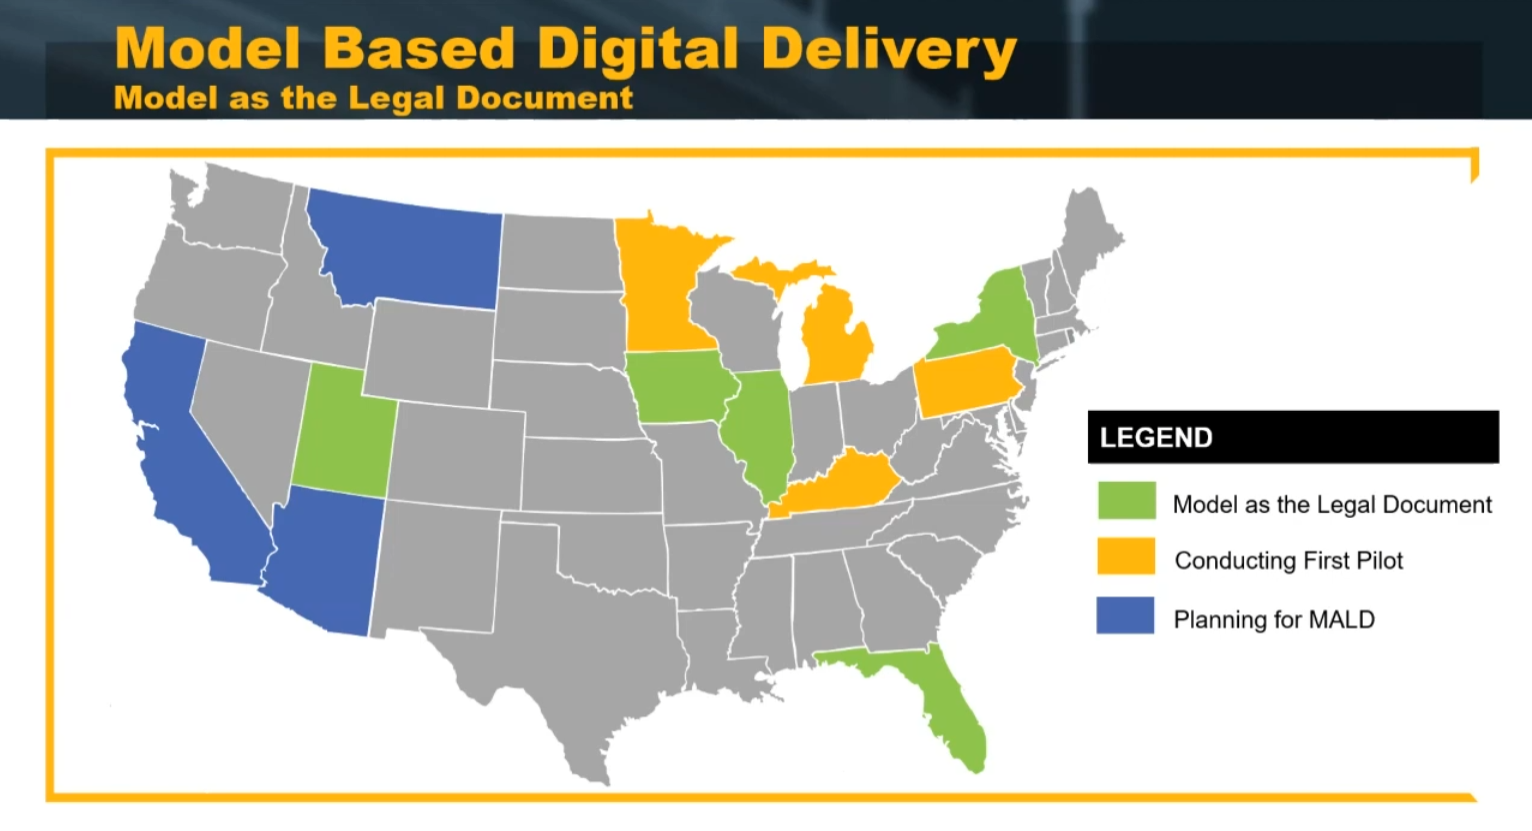 Model Based Digital Delivery
Model as the Legal Document
LEGEND
Model as the Legal Document
Conducting First Pilot
Planning for MALD